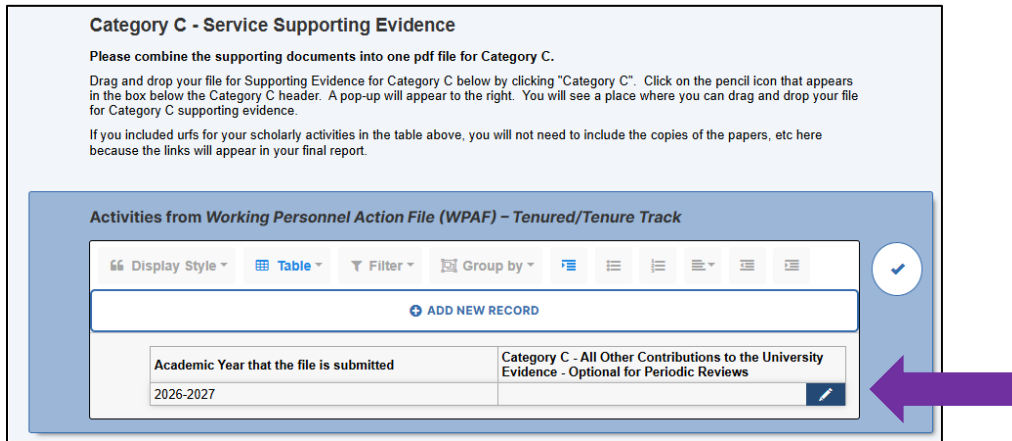 Category C - Service Supporting Evidence
Please combine the supporting documents into one pdf file for Category C.
Drag and drop your file for Supporting Evidence for Category C below by clicking "Category C".  Click on the pencil icon that appears
in the box below the Category C header.  A pop-up will appear to the right.  You will see a place where you can drag and drop your file
for Category C supporting evidence.
If you included urfs for your scholarly activities in the table above, you will not need to include the copies of the papers, etc here
because the links will appear in your final report.
Activities from Working Personnel Action File (WPAF) – Tenured/Tenure Track
Display Style Table Filter Group by
ADD NEW RECORD
Academic Year that the file is submitted
Category C - All Other Contributions to the University
Evidence - Optional for Periodic Reviews
2026-2027